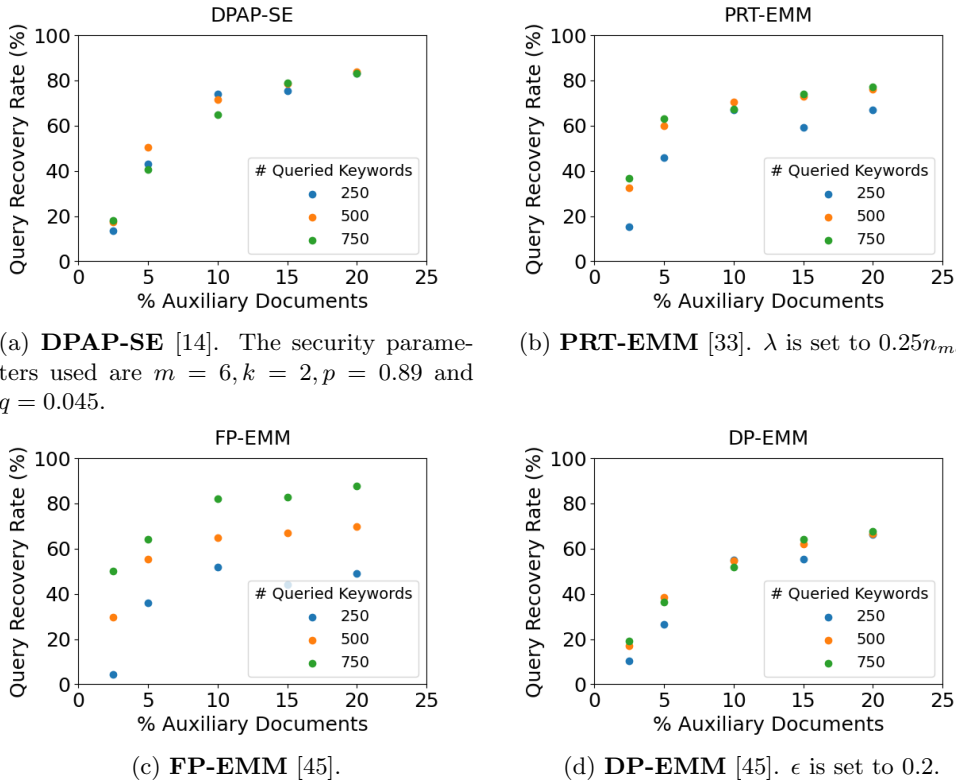 DPAP-SE
Query Recovery Rate (%)
100
80
60
40
20
0
# Queried Keywords
250
500
750
0 5 10 15 20 25
% Auxiliary Documents
PRT-EMM
Query Recovery Rate (%)
100
80
60
40
20
0
# Queried Keywords
250
500
750
0 5 10 15 20 25
% Auxiliary Documents
(a) DPAP-SE [14]. The security parame-
ters used are m = 6, k = 2, p = 0.89 and
q = 0.045.
(b) PRT-EMM [33]. λ is set to 0.25n_m
FP-EMM
Query Recovery Rate (%)
100
80
60
40
20
0
# Queried Keywords
250
500
750
0 5 10 15 20 25
% Auxiliary Documents
DP-EMM
Query Recovery Rate (%)
100
80
60
40
20
0
# Queried Keywords
250
500
750
0 5 10 15 20 25
% Auxiliary Documents
(c) FP-EMM [45].
(d) DP-EMM [45]. ϵ is set to 0.2.